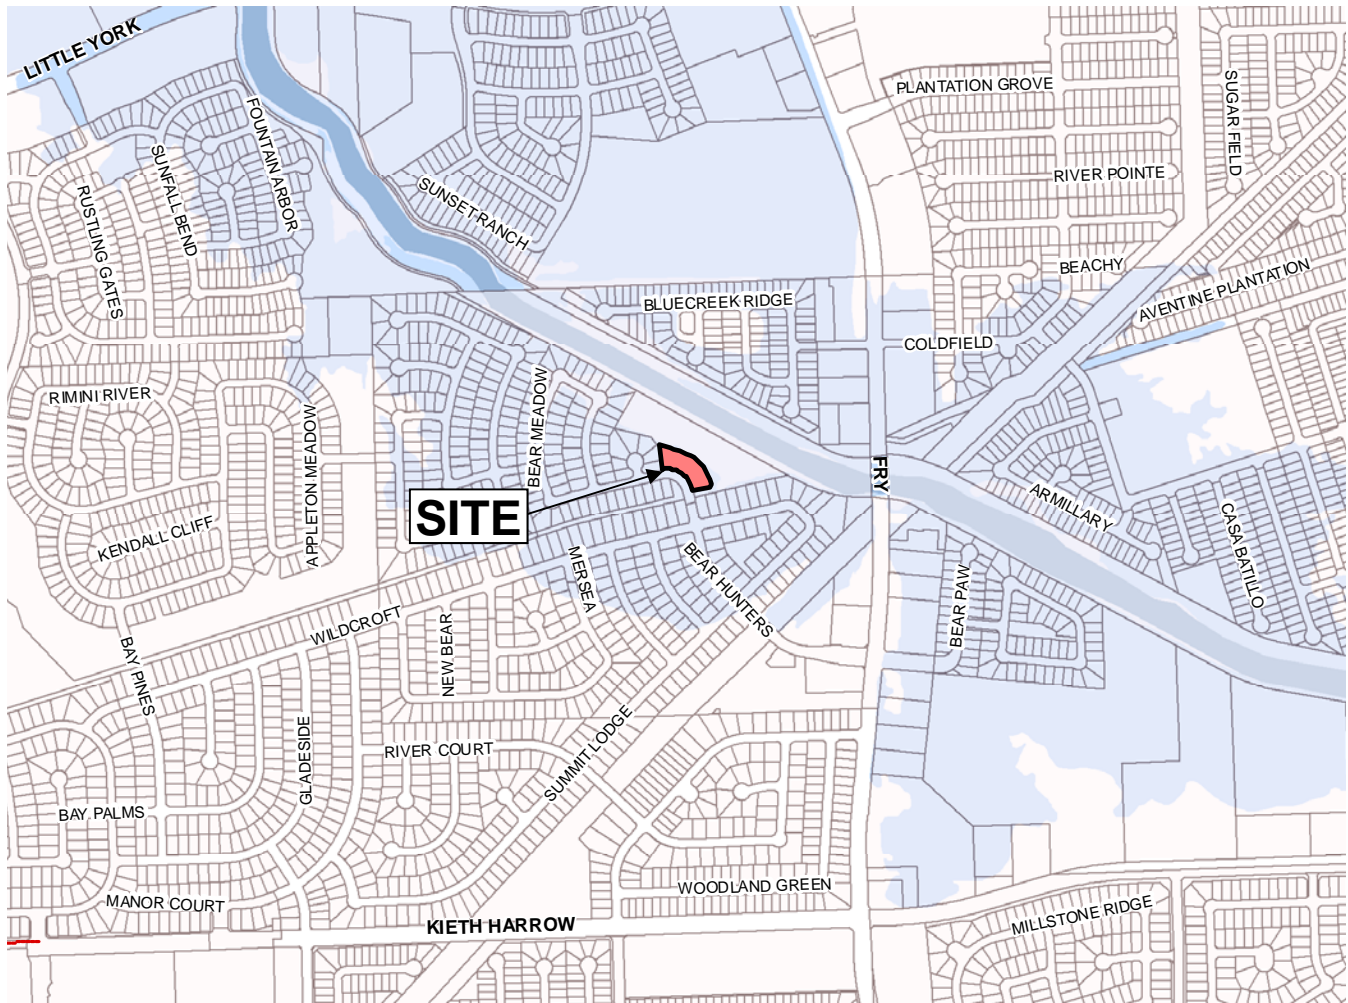 LITTLE YORK
PLANTATION GROVE
SUGAR FIELD
FOUNTAIN ARBOR
SUNFALL BEND
RUSTLING GATES
SUNSET RANCH
RIVER POINTE
BEACHY
AVENTINE PLANTATION
BLUECREEK RIDGE
COLDFIELD
RIMINI RIVER
BEAR MEADOW
APPLETON MEADOW
FRY
SITE
ARMILLARY
KENDALL CLIFF
CASA BATILLO
MERSEA
BEAR HUNTERS
BEAR PAW
WILDCROFT
NEW BEAR
BAY PINES
RIVER COURT
SUMMIT LODGE
GLADESIDE
BAY PALMS
WOODLAND GREEN
MANOR COURT
KIETH HARROW
MILLSTONE RIDGE